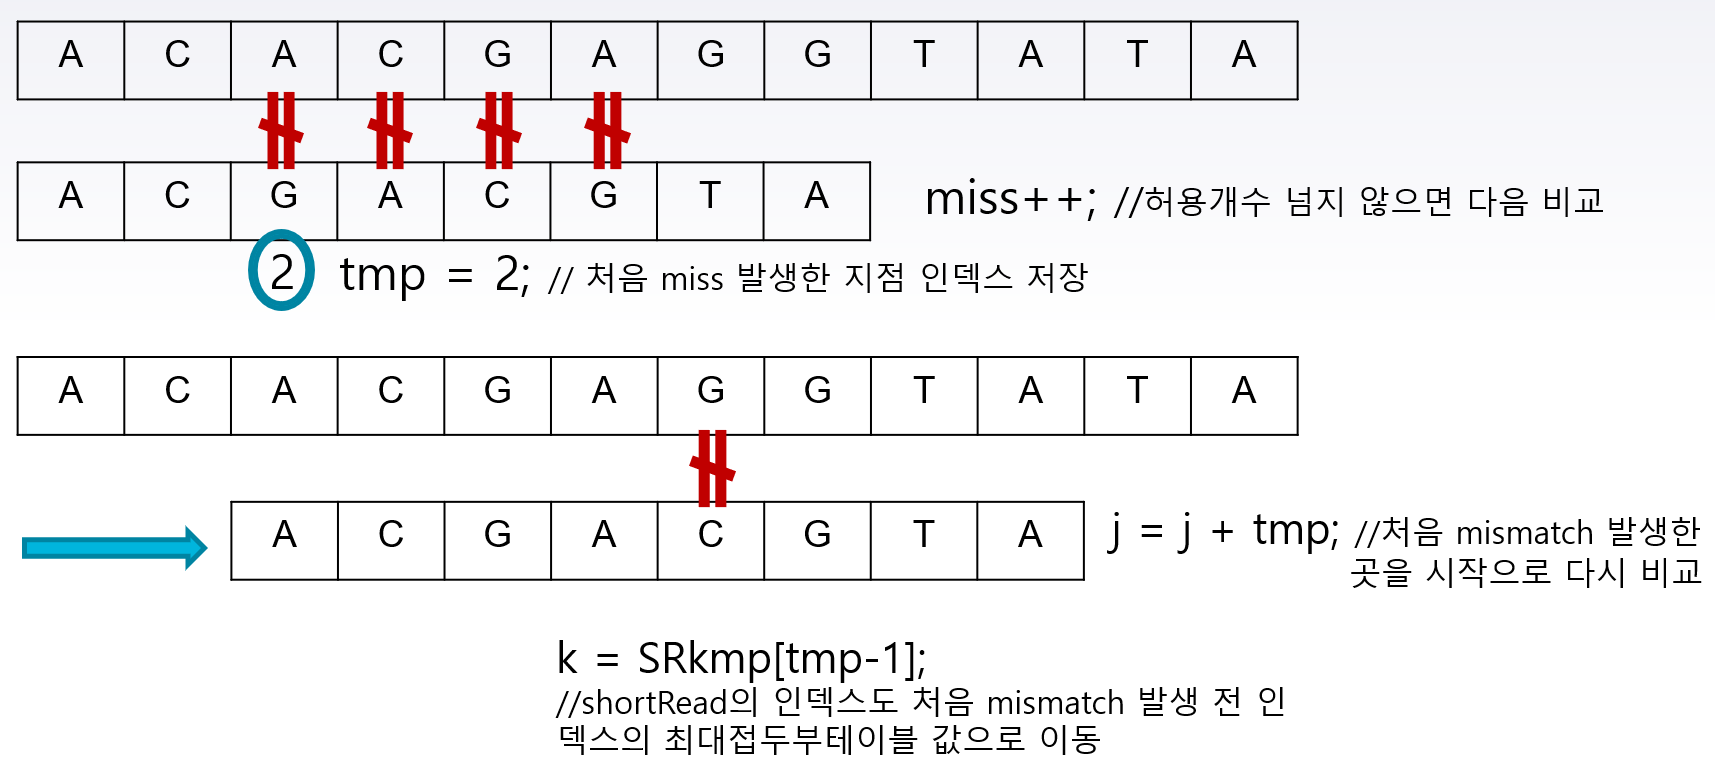 A C A C G A G G T A T A
A C G A C G T A
miss++; //허용개수 넘지 않으면 다음 비교
2 tmp = 2; // 처음 miss 발생한 지점 인덱스 저장
A C A C G A G G T A T A
A C G A C G T A
j = j + tmp; //처음 mismatch 발생한
곳을 시작으로 다시 비교
k = SRkmp[tmp-1];
//shortRead의 인덱스도 처음 mismatch 발생 전 인
덱스의 최대접두부테이블 값으로 이동